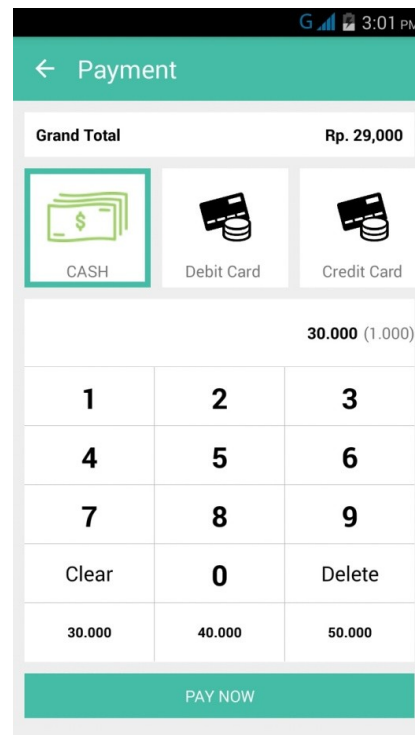 G 3:01 PM
← Payment
Grand Total Rp. 29,000
$
CASH Debit Card Credit Card
30.000 (1.000)
1 2 3
4 5 6
7 8 9
Clear 0 Delete
30.000 40.000 50.000
PAY NOW